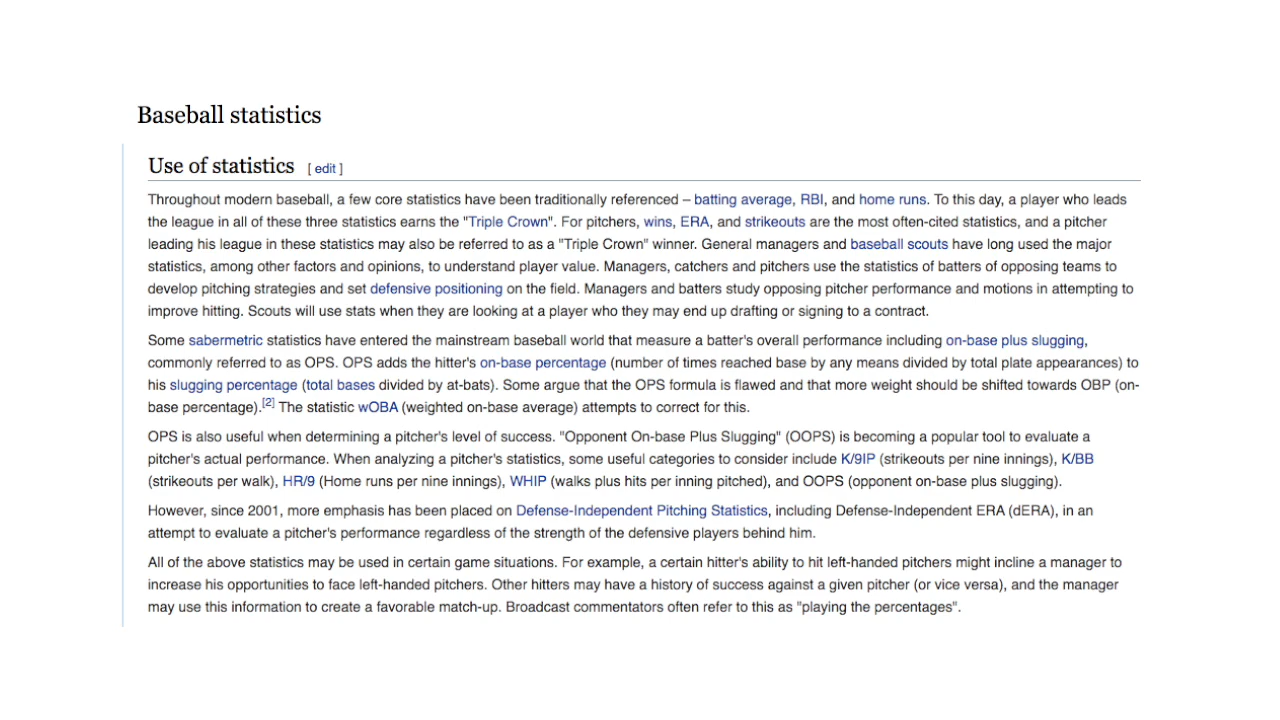 Baseball statistics
Use of statistics [ edit ]
Throughout modern baseball, a few core statistics have been traditionally referenced – batting average, RBI, and home runs. To this day, a player who leads
the league in all of these three statistics earns the "Triple Crown". For pitchers, wins, ERA, and strikeouts are the most often-cited statistics, and a pitcher
leading his league in these statistics may also be referred to as a "Triple Crown" winner. General managers and baseball scouts have long used the major
statistics, among other factors and opinions, to understand player value. Managers, catchers and pitchers use the statistics of batters of opposing teams to
develop pitching strategies and set defensive positioning on the field. Managers and batters study opposing pitcher performance and motions in attempting to
improve hitting. Scouts will use stats when they are looking at a player who they may end up drafting or signing to a contract.
Some sabermetric statistics have entered the mainstream baseball world that measure a batter's overall performance including on-base plus slugging,
commonly referred to as OPS. OPS adds the hitter's on-base percentage (number of times reached base by any means divided by total plate appearances) to
his slugging percentage (total bases divided by at-bats). Some argue that the OPS formula is flawed and that more weight should be shifted towards OBP (on-
base percentage).[2] The statistic wOBA (weighted on-base average) attempts to correct for this.
OPS is also useful when determining a pitcher's level of success. "Opponent On-base Plus Slugging" (OOPS) is becoming a popular tool to evaluate a
pitcher's actual performance. When analyzing a pitcher's statistics, some useful categories to consider include K/9IP (strikeouts per nine innings), K/BB
(strikeouts per walk), HR/9 (Home runs per nine innings), WHIP (walks plus hits per inning pitched), and OOPS (opponent on-base plus slugging).
However, since 2001, more emphasis has been placed on Defense-Independent Pitching Statistics, including Defense-Independent ERA (dERA), in an
attempt to evaluate a pitcher's performance regardless of the strength of the defensive players behind him.
All of the above statistics may be used in certain game situations. For example, a certain hitter's ability to hit left-handed pitchers might incline a manager to
increase his opportunities to face left-handed pitchers. Other hitters may have a history of success against a given pitcher (or vice versa), and the manager
may use this information to create a favorable match-up. Broadcast commentators often refer to this as "playing the percentages".